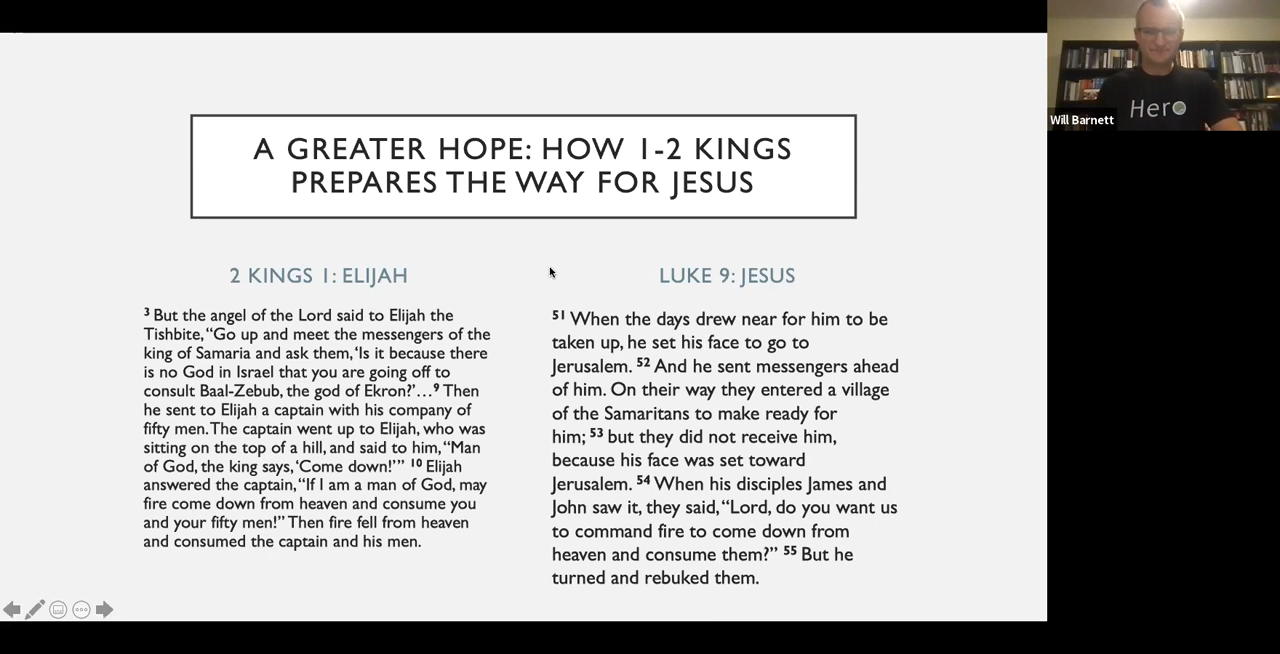 A GREATER HOPE: HOW 1-2 KINGS
PREPARES THE WAY FOR JESUS
2 KINGS 1: ELIJAH
3 But the angel of the Lord said to Elijah the
Tishbite, “Go up and meet the messengers of the
king of Samaria and ask them, ‘Is it because there
is no God in Israel that you are going off to
consult Baal-Zebub, the god of Ekron?’…9 Then
he sent to Elijah a captain with his company of
fifty men. The captain went up to Elijah, who was
sitting on the top of a hill, and said to him, “Man
of God, the king says, ‘Come down!’” 10 Elijah
answered the captain, “If I am a man of God, may
fire come down from heaven and consume you
and your fifty men!” Then fire fell from heaven
and consumed the captain and his men.
LUKE 9: JESUS
51 When the days drew near for him to be
taken up, he set his face to go to
Jerusalem. 52 And he sent messengers ahead
of him. On their way they entered a village
of the Samaritans to make ready for
him; 53 but they did not receive him,
because his face was set toward
Jerusalem. 54 When his disciples James and
John saw it, they said, “Lord, do you want us
to command fire to come down from
heaven and consume them?” 55 But he
turned and rebuked them.
Hero
Will Barnett